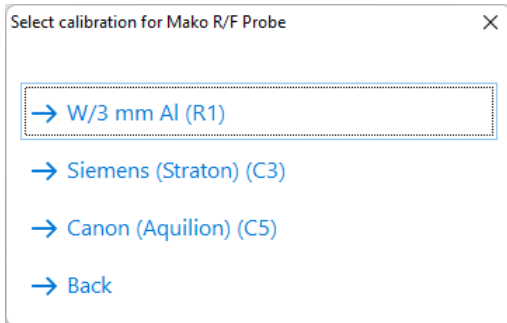 Select calibration for Mako R/F Probe
W/3 mm Al (R1)
Siemens (Straton) (C3)
Canon (Aquilion) (C5)
Back